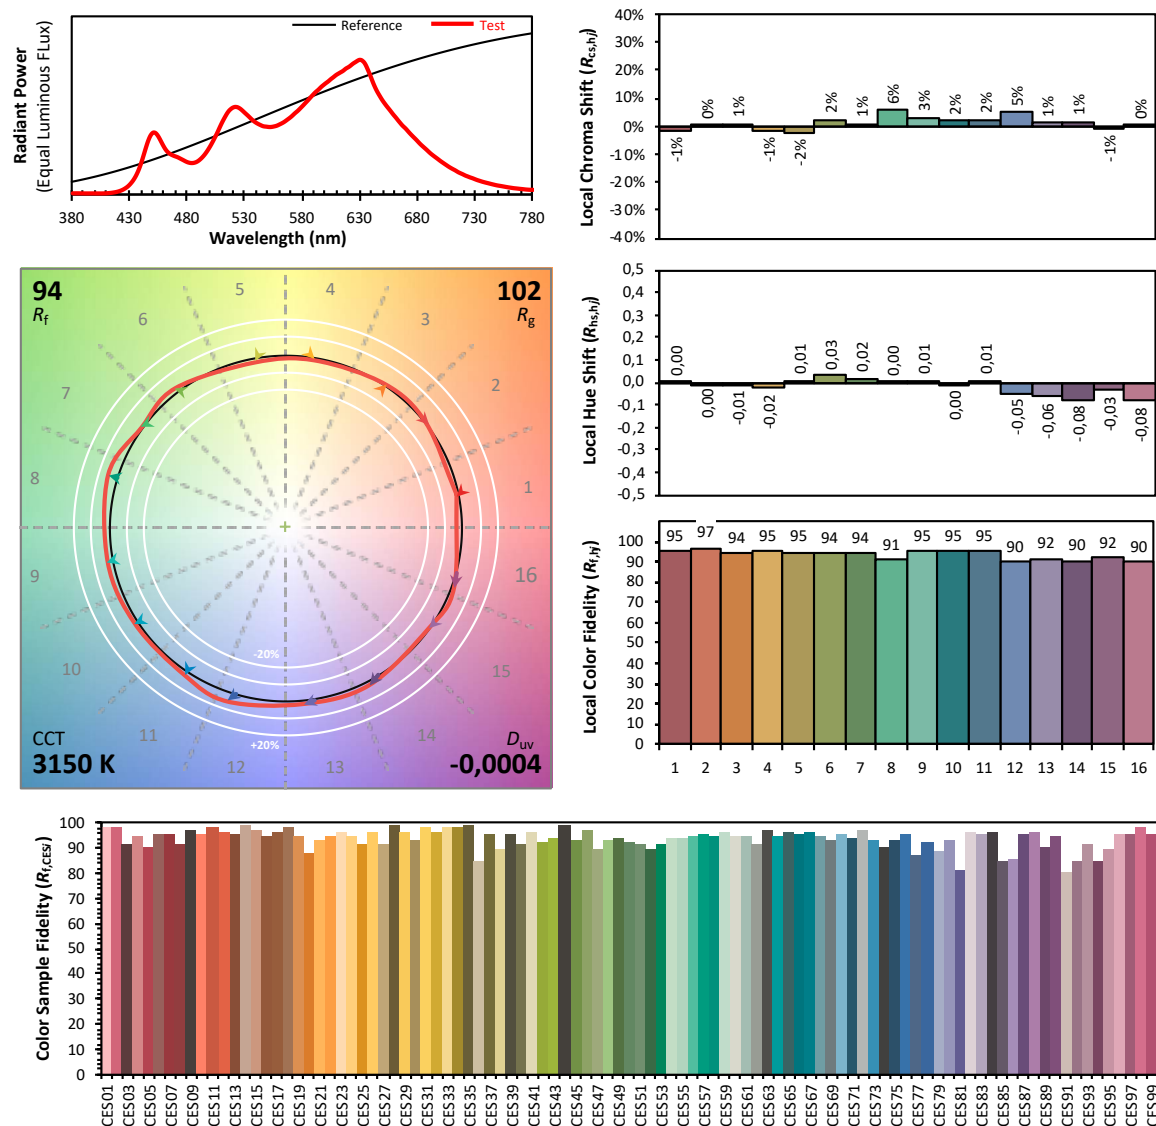 Radiant Power
(Equal Luminous FLux)
Reference
Test
380 430 480 530 580 630 680 730 780
Wavelength (nm)
Local Chroma Shift (Rcs,hj)
40%
30%
20%
10%
0%
-10%
-20%
-30%
-40%
-1% 0% 1% -1% -2% 2% 1% 6% 3% 2% 2% 5% 1% 1% -1% 0%
94
Rf
102
Rg
5 4
6 3
7 2
8 1
9 16
10 15
11 14
12 13
-20%
+20%
CCT
3150 K
Duv
-0,0004
Local Hue Shift (Rhs,hj)
0,5
0,4
0,3
0,2
0,1
0,0
-0,1
-0,2
-0,3
-0,4
-0,5
0,00 0,00 -0,01 -0,02 0,01 0,03 0,02 0,00 0,01 0,00 0,01 -0,05 -0,06 -0,08 -0,03 -0,08
Local Color Fidelity (Rf,hj)
100
90
80
70
60
50
40
30
20
10
0
95 97 94 95 95 94 94 91 95 95 95 90 92 90 92 90
1 2 3 4 5 6 7 8 9 10 11 12 13 14 15 16
Color Sample Fidelity (Rf,CESi)
100
90
80
70
60
50
40
30
20
10
0
CES01 CES03 CES05 CES07 CES09 CES11 CES13 CES15 CES17 CES19 CES21 CES23 CES25 CES27 CES29 CES31 CES33 CES35 CES37 CES39 CES41 CES43 CES45 CES47 CES49 CES51 CES53 CES55 CES57 CES59 CES61 CES63 CES65 CES67 CES69 CES71 CES73 CES75 CES77 CES79 CES81 CES83 CES85 CES87 CES89 CES91 CES93 CES95 CES97 CES99